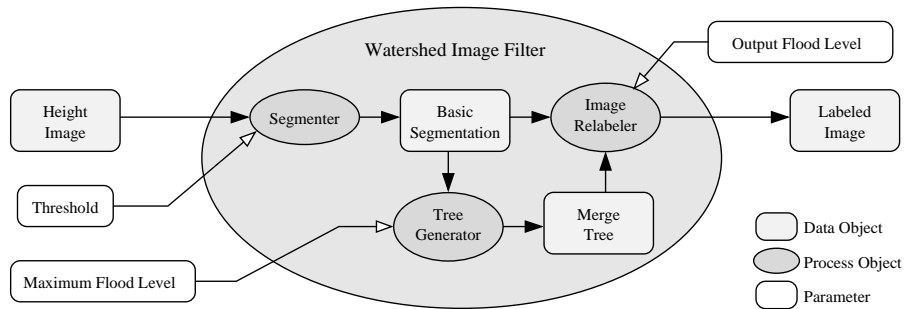 Watershed Image Filter
Output Flood Level
Height
Image
Segmenter
Basic
Segmentation
Image
Relabeler
Labeled
Image
Threshold
Tree
Generator
Merge
Tree
Maximum Flood Level
Data Object
Process Object
Parameter